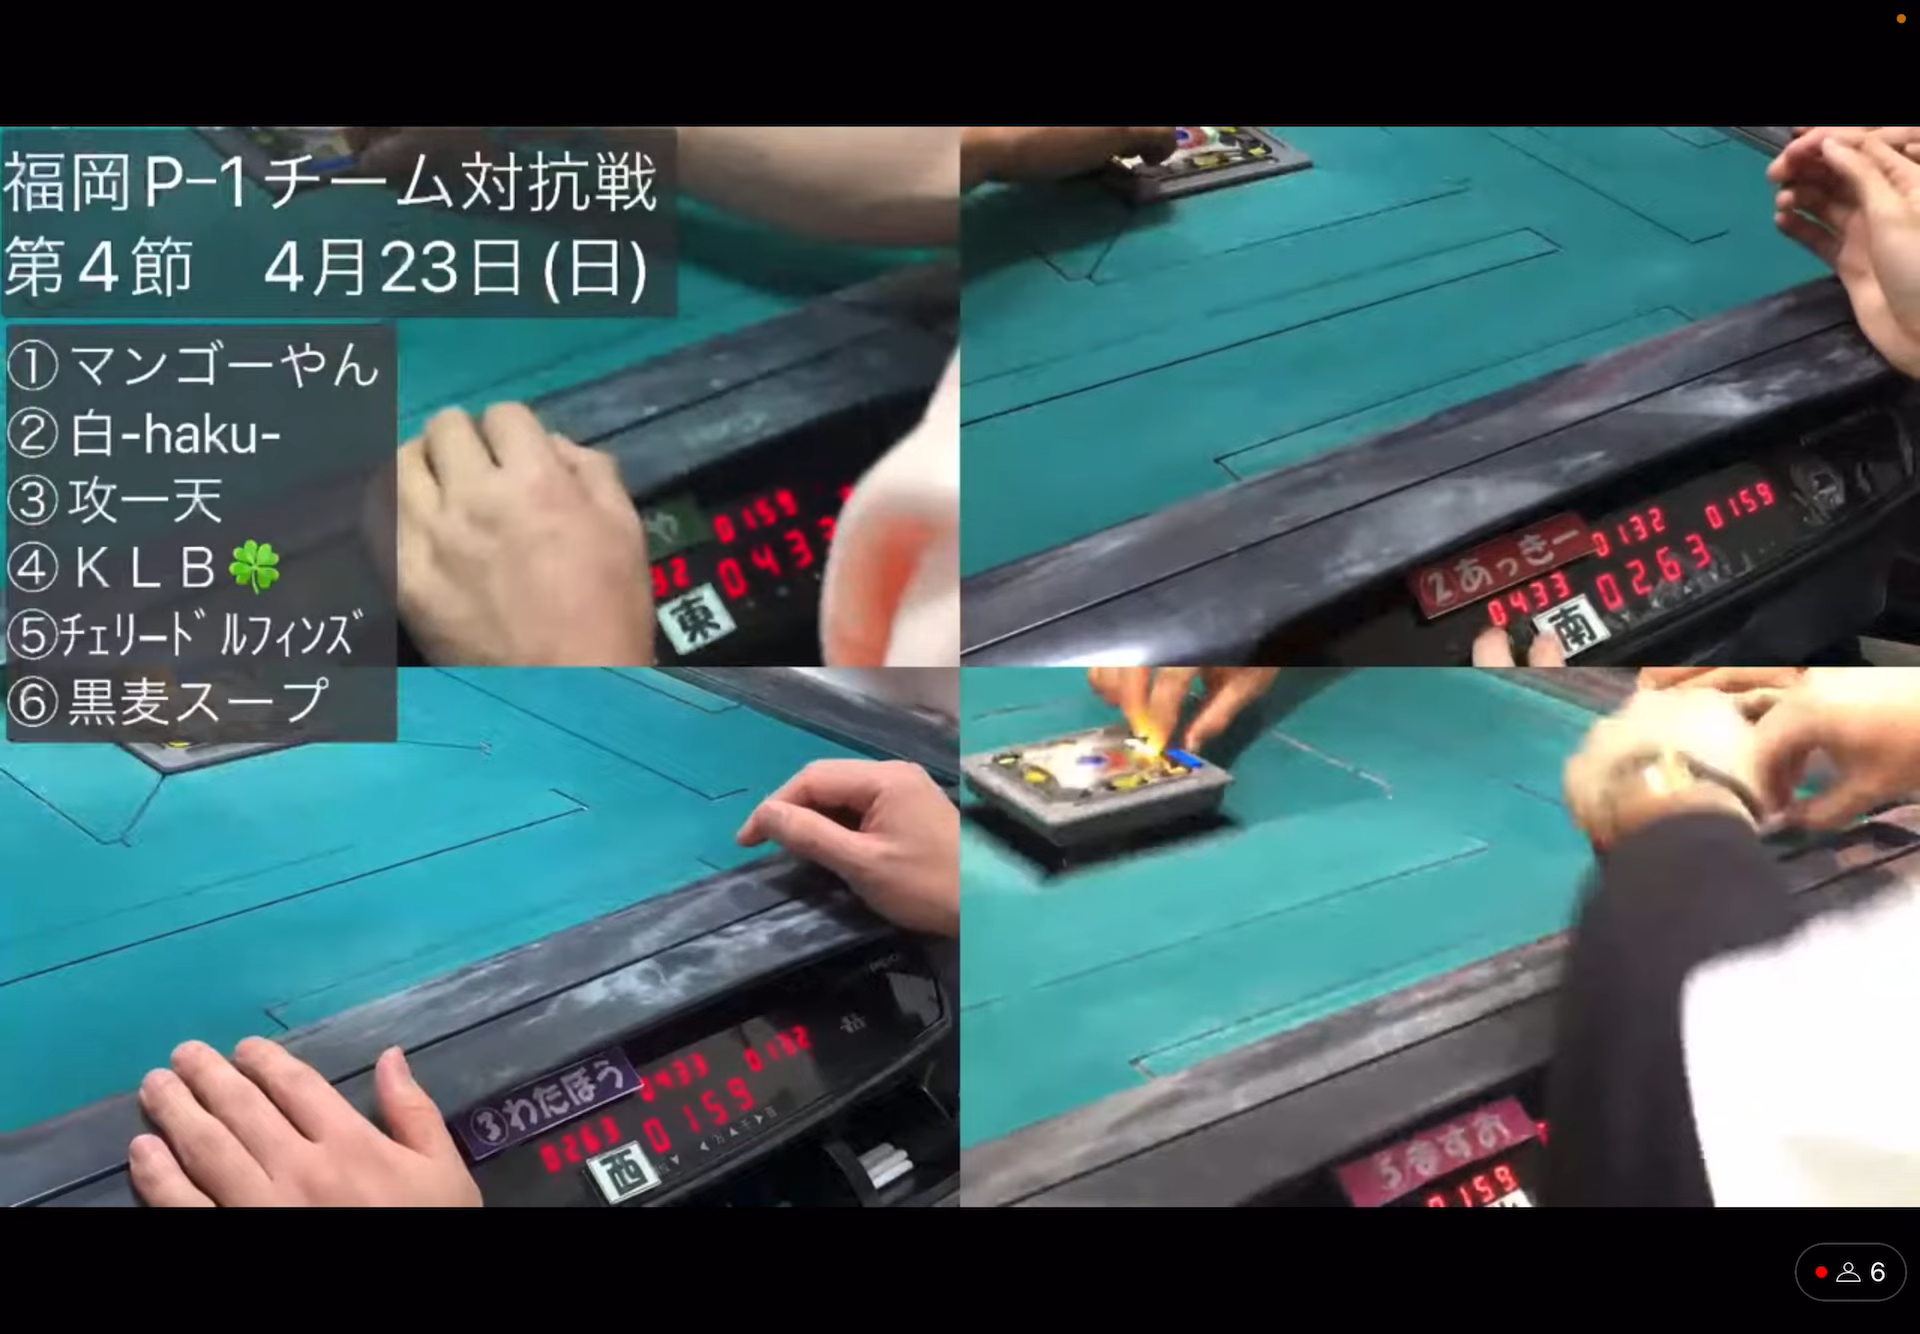 福岡P-1チーム対抗戦
第4節　4月23日(日)
①マンゴーやん
②白-haku-
③攻一天
④ＫＬＢ🍀
⑤ﾁｪﾘｰﾄﾞﾙﾌｨﾝｽﾞ
⑥黒麦スープ
や
0159
32
043
東
②あっきー
0132
0159
0433
0263
南
③わたぼう
0433
0132
0263
0159
西
0159
6